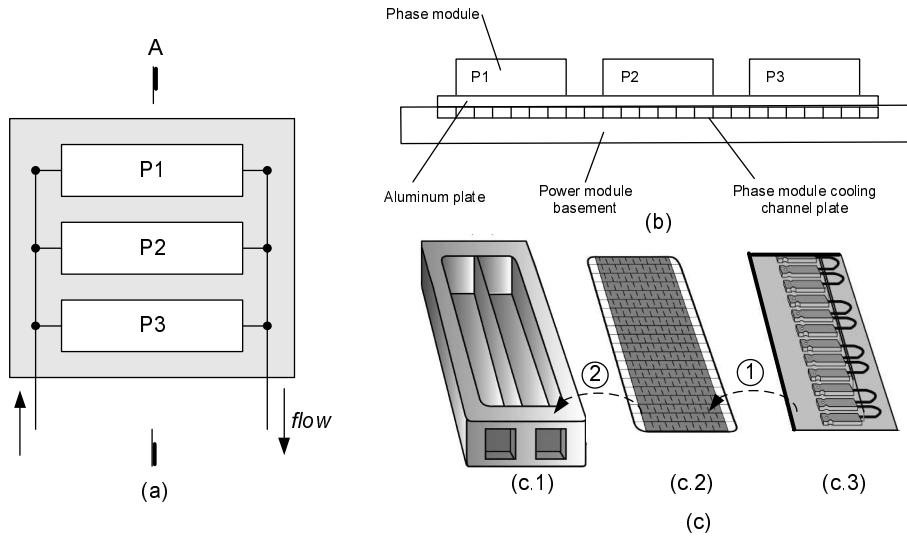 A
P1
P2
P3
flow
(a)
Phase module
P1
P2
P3
Aluminum plate
Power module
basement
Phase module cooling
channel plate
(b)
2
1
(c.1)
(c.2)
(c.3)
(c)